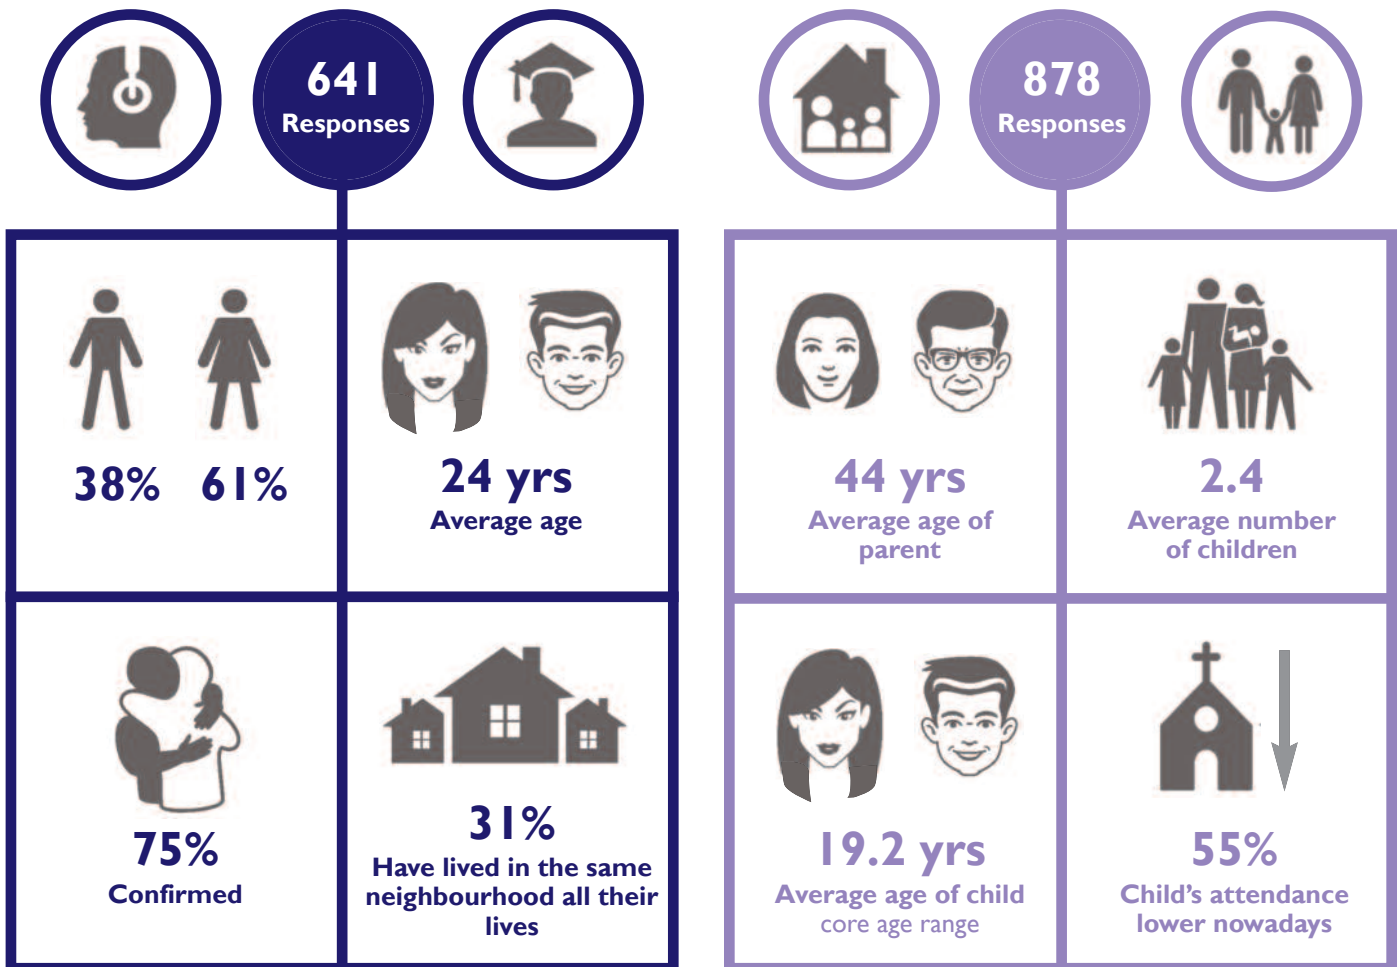 641
Responses
878
Responses
38% 61%
24 yrs
Average age
44 yrs
Average age of
parent
2.4
Average number
of children
75%
Confirmed
31%
Have lived in the same
neighbourhood all their
lives
19.2 yrs
Average age of child
core age range
55%
Child's attendance
lower nowadays